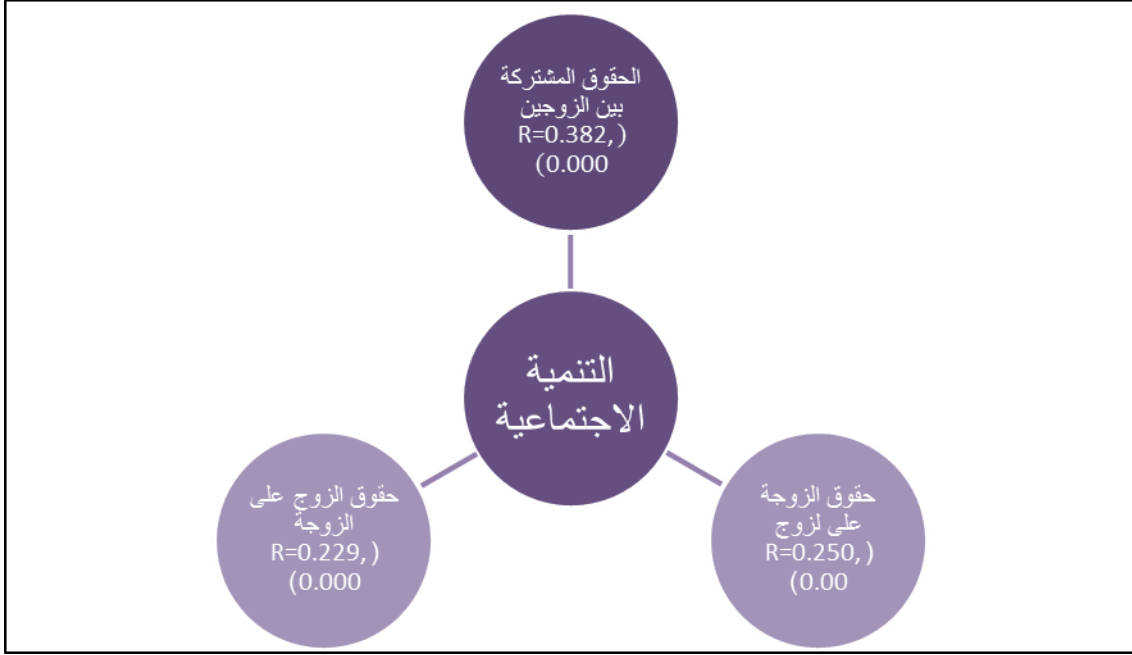 الحقوق المشتركة
بين الزوجين
(R=0.382,
0.000)
التنمية
الاجتماعية
حقوق الزوجة
على لزوج
(R=0.250,
0.00)
حقوق الزوج على
الزوجة
(R=0.229,
0.000)